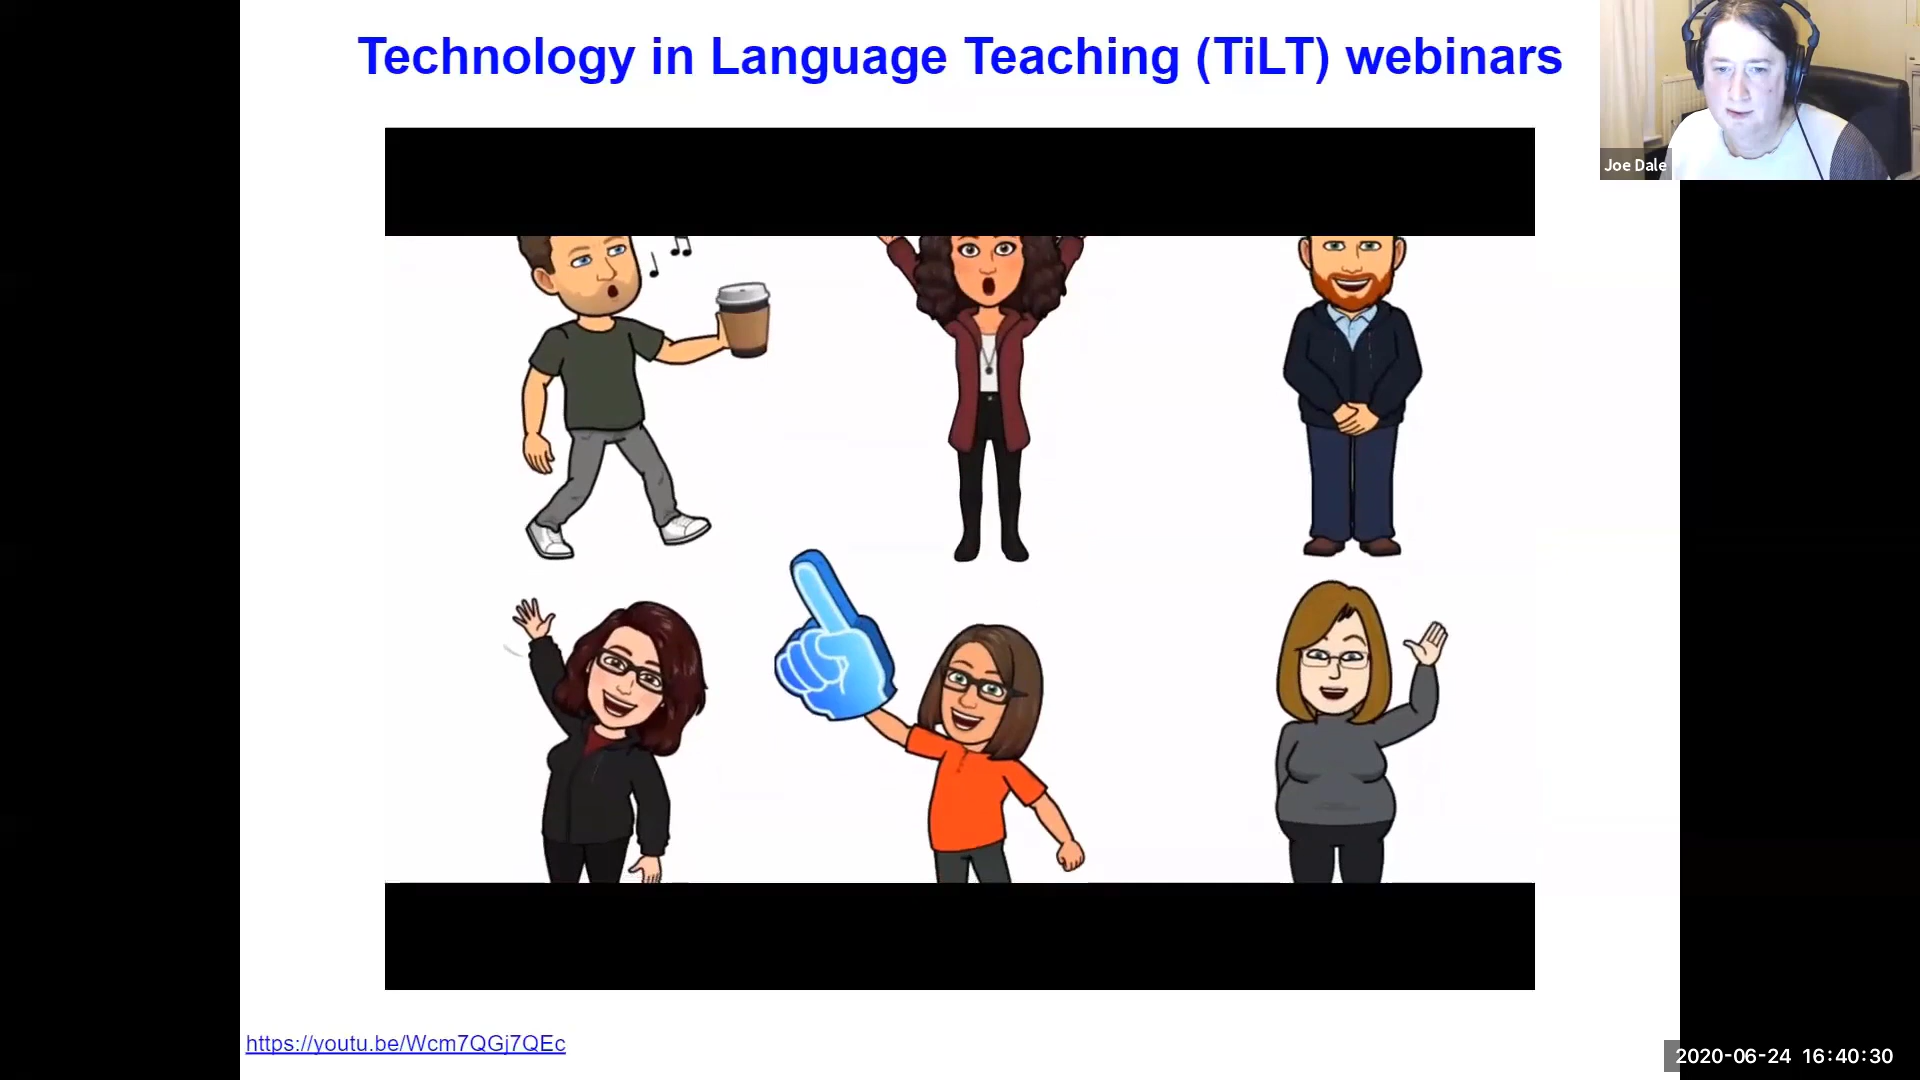 Technology in Language Teaching (TiLT) webinars
Joe Dale
https://youtu.be/Wcm7QGj7QEc
2020-06-24 16:40:30